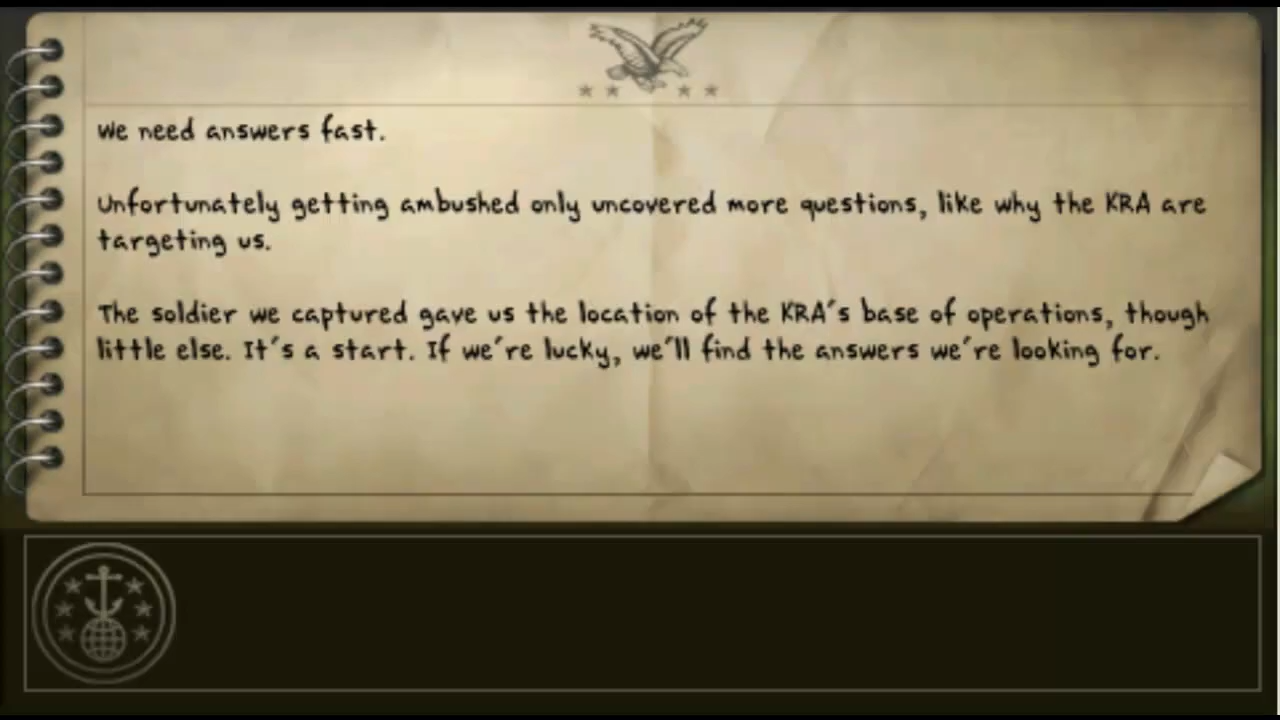 We need answers fast.
Unfortunately getting ambushed only uncovered more questions, like why the KRA are
targeting us.
The soldier we captured gave us the location of the KRA's base of operations, though
little else. It's a start. If we're lucky, we'll find the answers we're looking for.